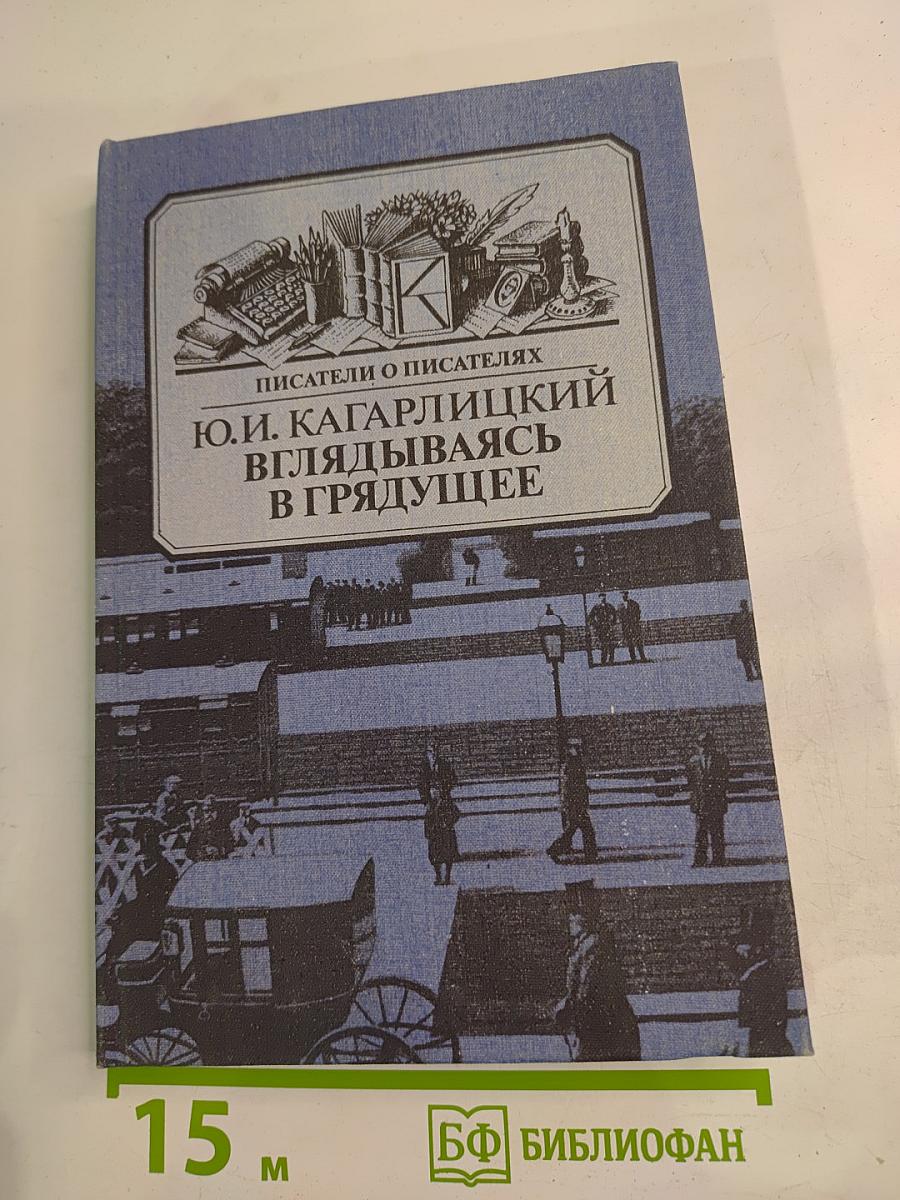 ПИСАТЕЛИ О ПИСАТЕЛЯХ
Ю.И. КАГАРЛИЦКИЙ
ВГЛЯДЫВАЯСЬ
В ГРЯДУЩЕЕ
15 м
БФ БИБЛИОФАН